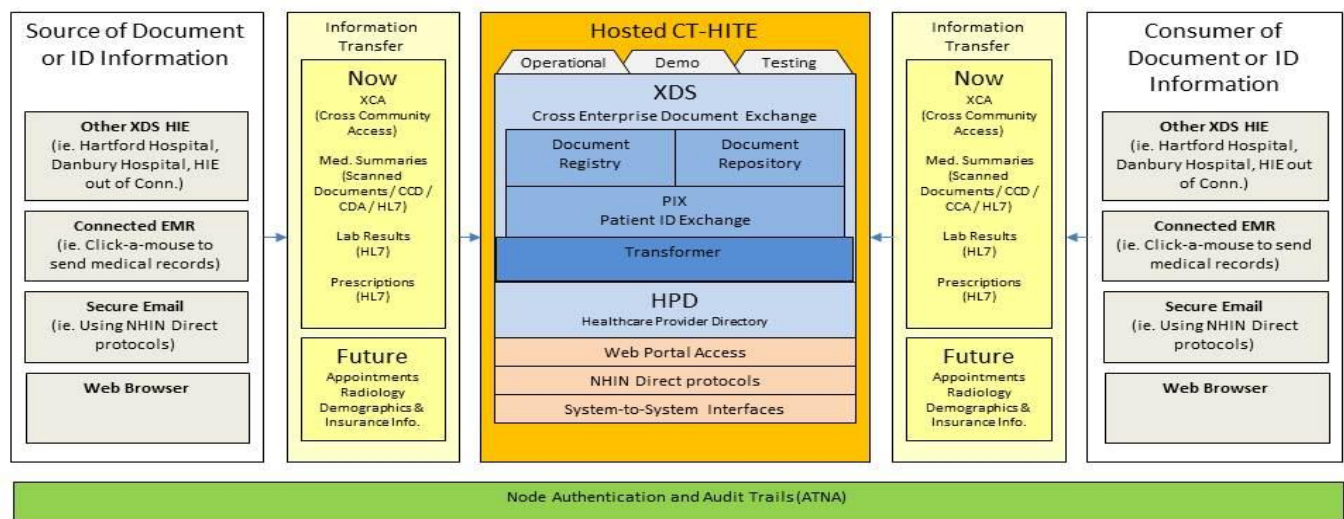 Source of Document
or ID Information
Other XDS HIE
(ie. Hartford Hospital,
Danbury Hospital, HIE
out of Conn.)
Connected EMR
(ie. Click-a-mouse to
send medical records)
Secure Email
(ie. Using NHIN Direct
protocols)
Web Browser
Information
Transfer
Now
XCA
(Cross Community
Access)
Med. Summaries
(Scanned
Documents / CCD /
CDA / HL7)
Lab Results
(HL7)
Prescriptions
(HL7)
Future
Appointments
Radiology
Demographics &
Insurance Info.
Hosted CT-HITE
Operational
Demo
Testing
XDS
Cross Enterprise Document Exchange
Document
Registry
Document
Repository
PIX
Patient ID Exchange
Transformer
HPD
Healthcare Provider Directory
Web Portal Access
NHIN Direct protocols
System-to-System Interfaces
Information
Transfer
Now
XCA
(Cross Community
Access)
Med. Summaries
(Scanned
Documents / CCD /
CCA / HL7)
Lab Results
(HL7)
Prescriptions
(HL7)
Future
Appointments
Radiology
Demographics &
Insurance Info.
Consumer of
Document or ID
Information
Other XDS HIE
(ie. Hartford Hospital,
Danbury Hospital, HIE
out of Conn.)
Connected EMR
(ie. Click-a-mouse to send
medical records)
Secure Email
(ie. Using NHIN Direct
protocols)
Web Browser
Node Authentication and Audit Trails (ATNA)